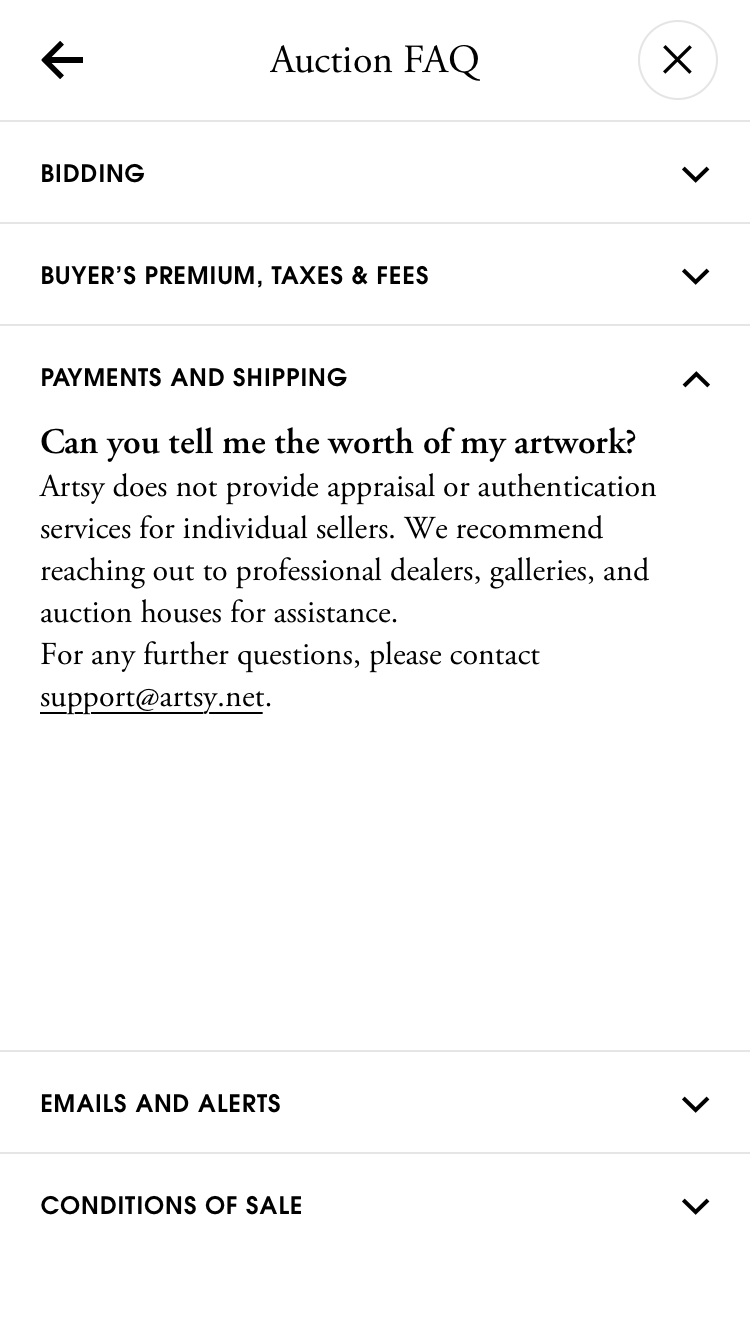 Auction FAQ
BIDDING
BUYER’S PREMIUM, TAXES & FEES
PAYMENTS AND SHIPPING
Can you tell me the worth of my artwork?
Artsy does not provide appraisal or authentication
services for individual sellers. We recommend
reaching out to professional dealers, galleries, and
auction houses for assistance.
For any further questions, please contact
support@artsy.net.
EMAILS AND ALERTS
CONDITIONS OF SALE